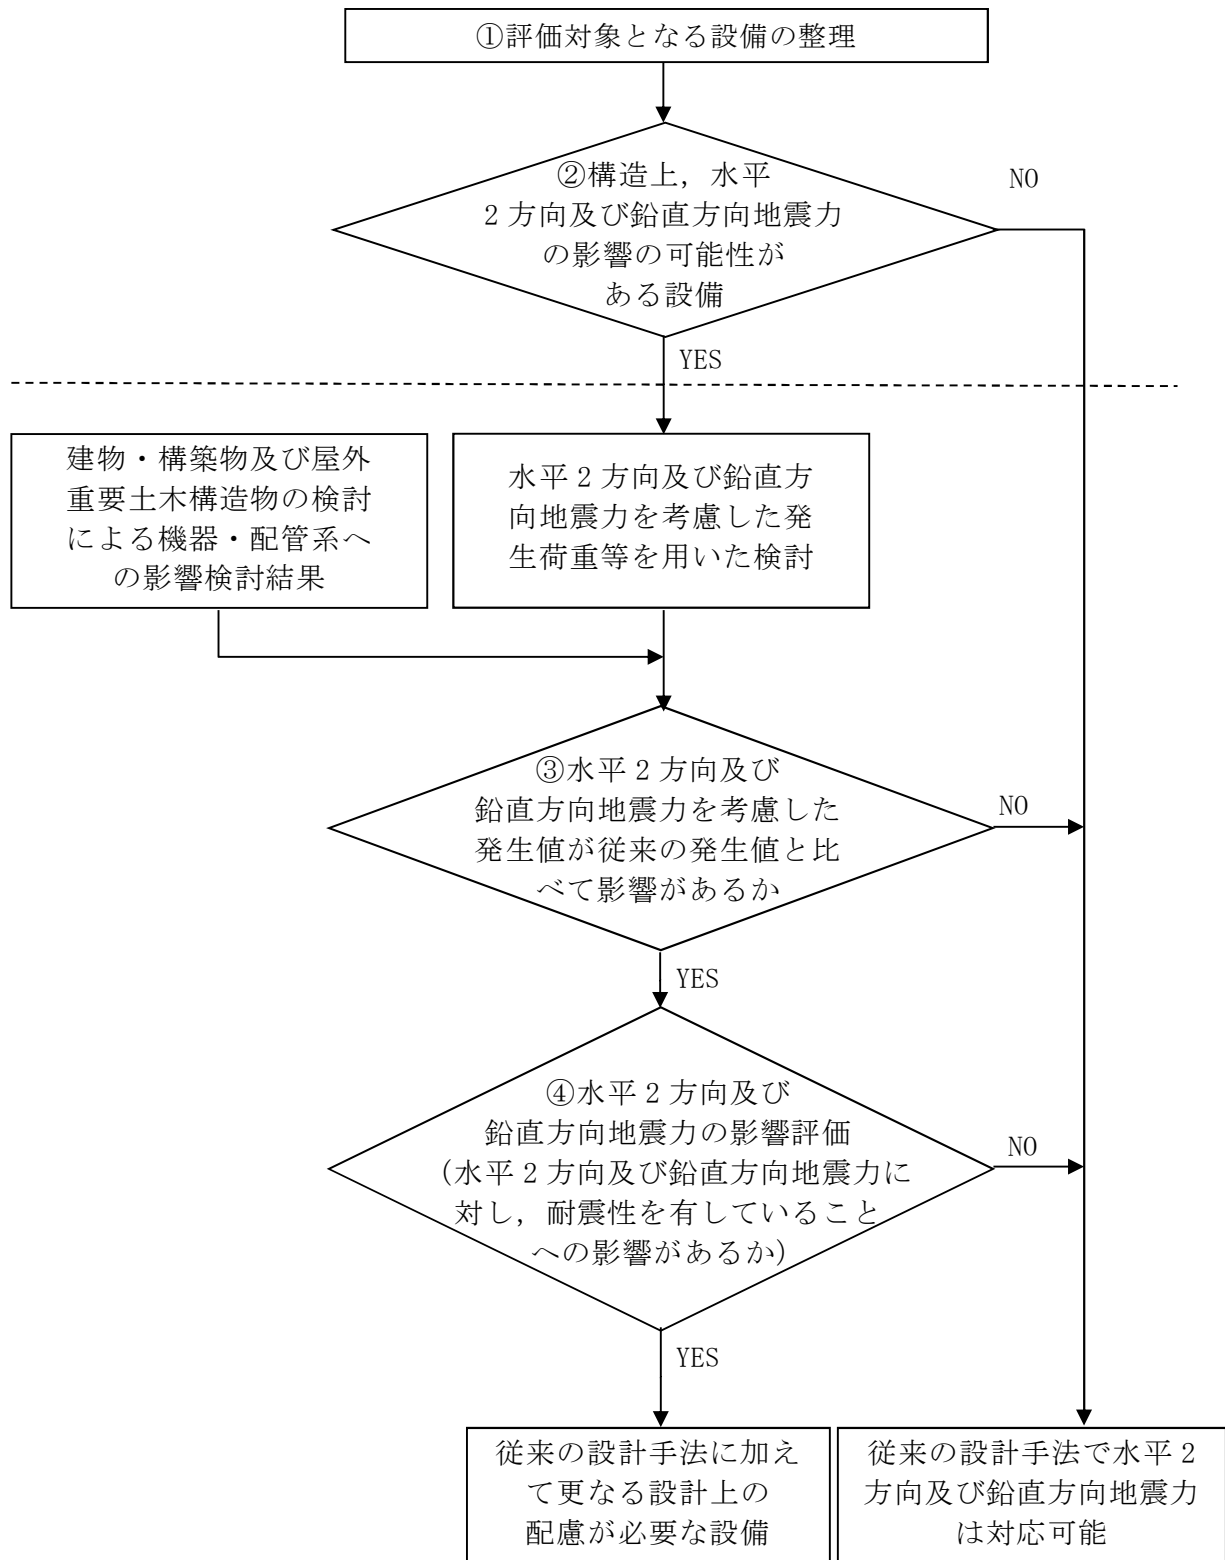 ①評価対象となる設備の整理
②構造上，水平
2方向及び鉛直方向地震力
の影響の可能性が
ある設備
NO
YES
建物・構築物及び屋外
重要土木構造物の検討
による機器・配管系へ
の影響検討結果
水平2方向及び鉛直方
向地震力を考慮した発
生荷重等を用いた検討
③水平2方向及び
鉛直方向地震力を考慮した
発生値が従来の発生値と比
べて影響があるか
NO
YES
④水平2方向及び
鉛直方向地震力の影響評価
（水平2方向及び鉛直方向地震力に
対し，耐震性を有していること
への影響があるか）
NO
YES
従来の設計手法に加え
て更なる設計上の
配慮が必要な設備
従来の設計手法で水平2
方向及び鉛直方向地震力
は対応可能